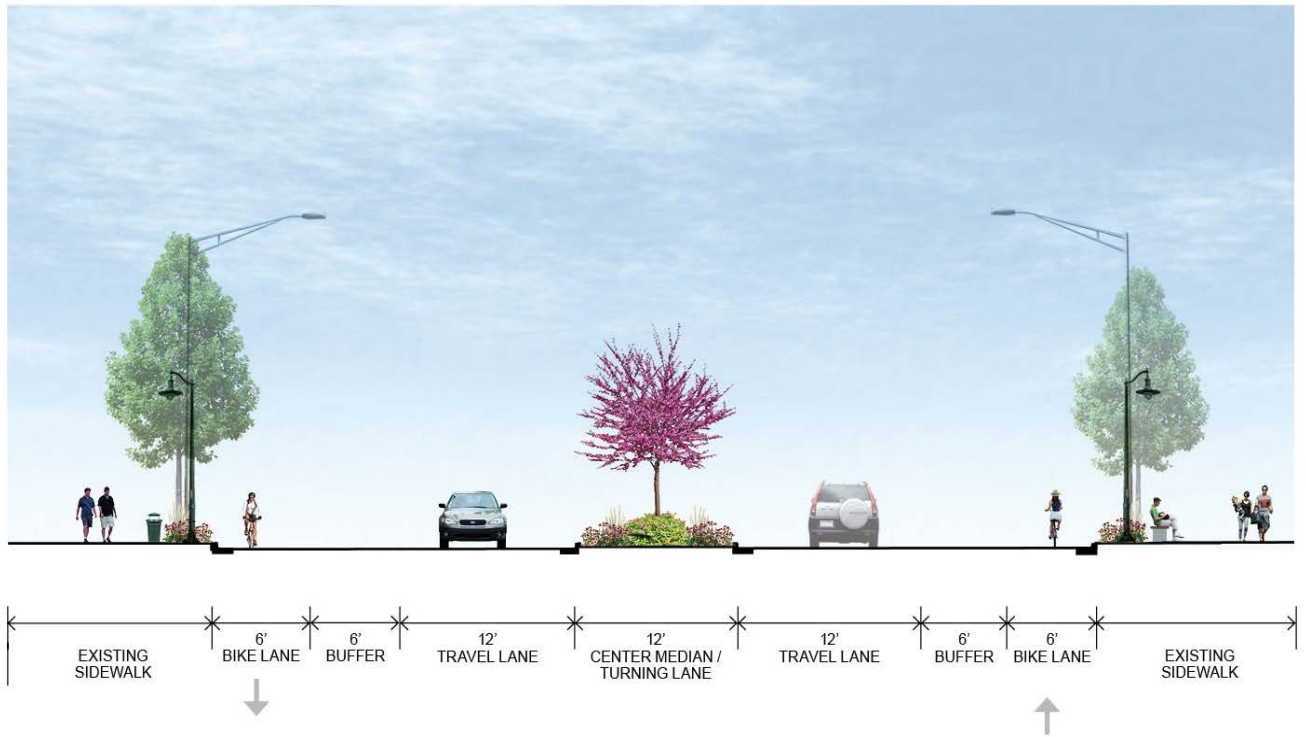 EXISTING
SIDEWALK
6'
BIKE LANE
6'
BUFFER
12'
TRAVEL LANE
12'
CENTER MEDIAN /
TURNING LANE
12'
TRAVEL LANE
6'
BUFFER
6'
BIKE LANE
EXISTING
SIDEWALK